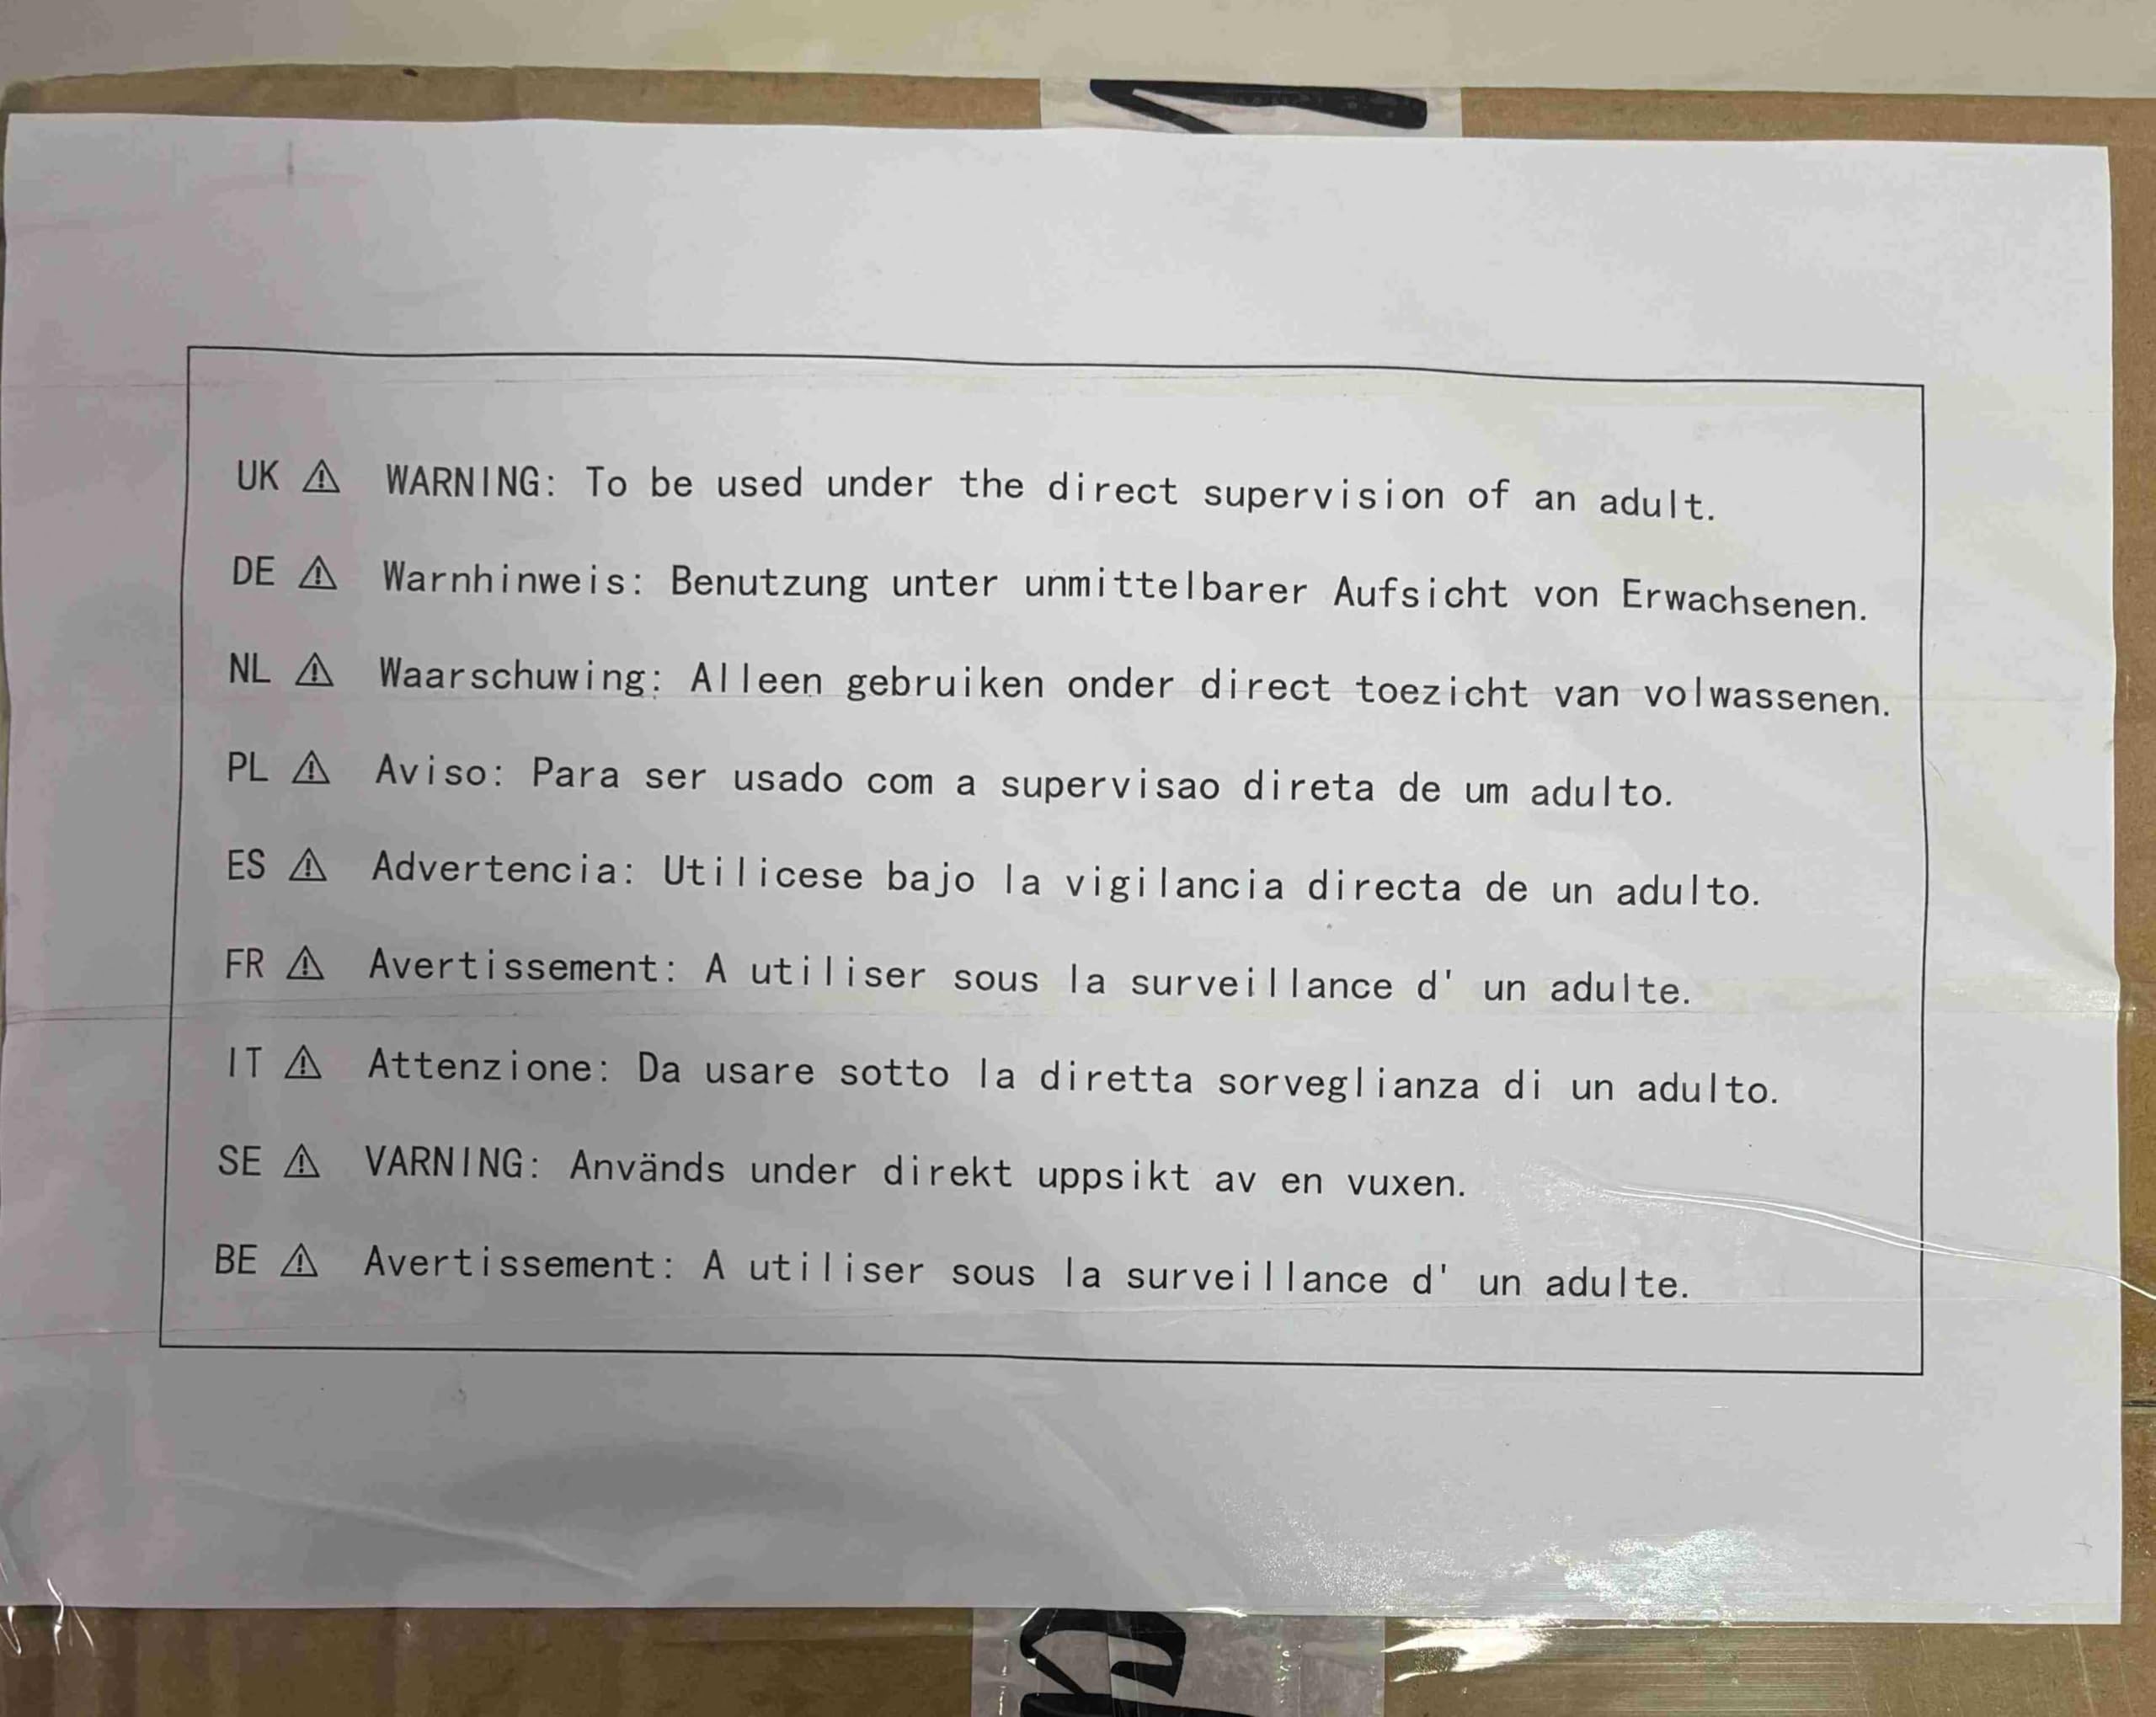 UK ⚠ WARNING: To be used under the direct supervision of an adult.
DE ⚠ Warnhinweis: Benutzung unter unmittelbarer Aufsicht von Erwachsenen.
NL ⚠ Waarschuwing: Alleen gebruiken onder direct toezicht van volwassenen.
PL ⚠ Aviso: Para ser usado com a supervisao direta de um adulto.
ES ⚠ Advertencia: Utilicese bajo la vigilancia directa de un adulto.
FR ⚠ Avertissement: A utiliser sous la surveillance d' un adulte.
IT ⚠ Attenzione: Da usare sotto la diretta sorveglianza di un adulto.
SE ⚠ VARNING: Används under direkt uppsikt av en vuxen.
BE ⚠ Avertissement: A utiliser sous la surveillance d' un adulte.